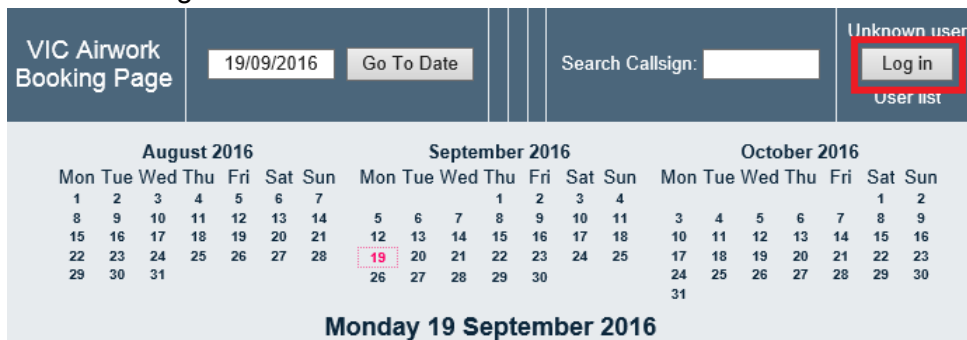 Unknown user
VIC Airwork
Booking Page
19/09/2016
Go To Date
Search Callsign:
Log in
User list
August 2016
Mon Tue Wed Thu Fri Sat Sun
1 2 3 4 5 6 7
8 9 10 11 12 13 14
15 16 17 18 19 20 21
22 23 24 25 26 27 28
29 30 31
September 2016
Mon Tue Wed Thu Fri Sat Sun
1 2 3 4
5 6 7 8 9 10 11
12 13 14 15 16 17 18
19 20 21 22 23 24 25
26 27 28 29 30
October 2016
Mon Tue Wed Thu Fri Sat Sun
1 2
3 4 5 6 7 8 9
10 11 12 13 14 15 16
17 18 19 20 21 22 23
24 25 26 27 28 29 30
31
Monday 19 September 2016